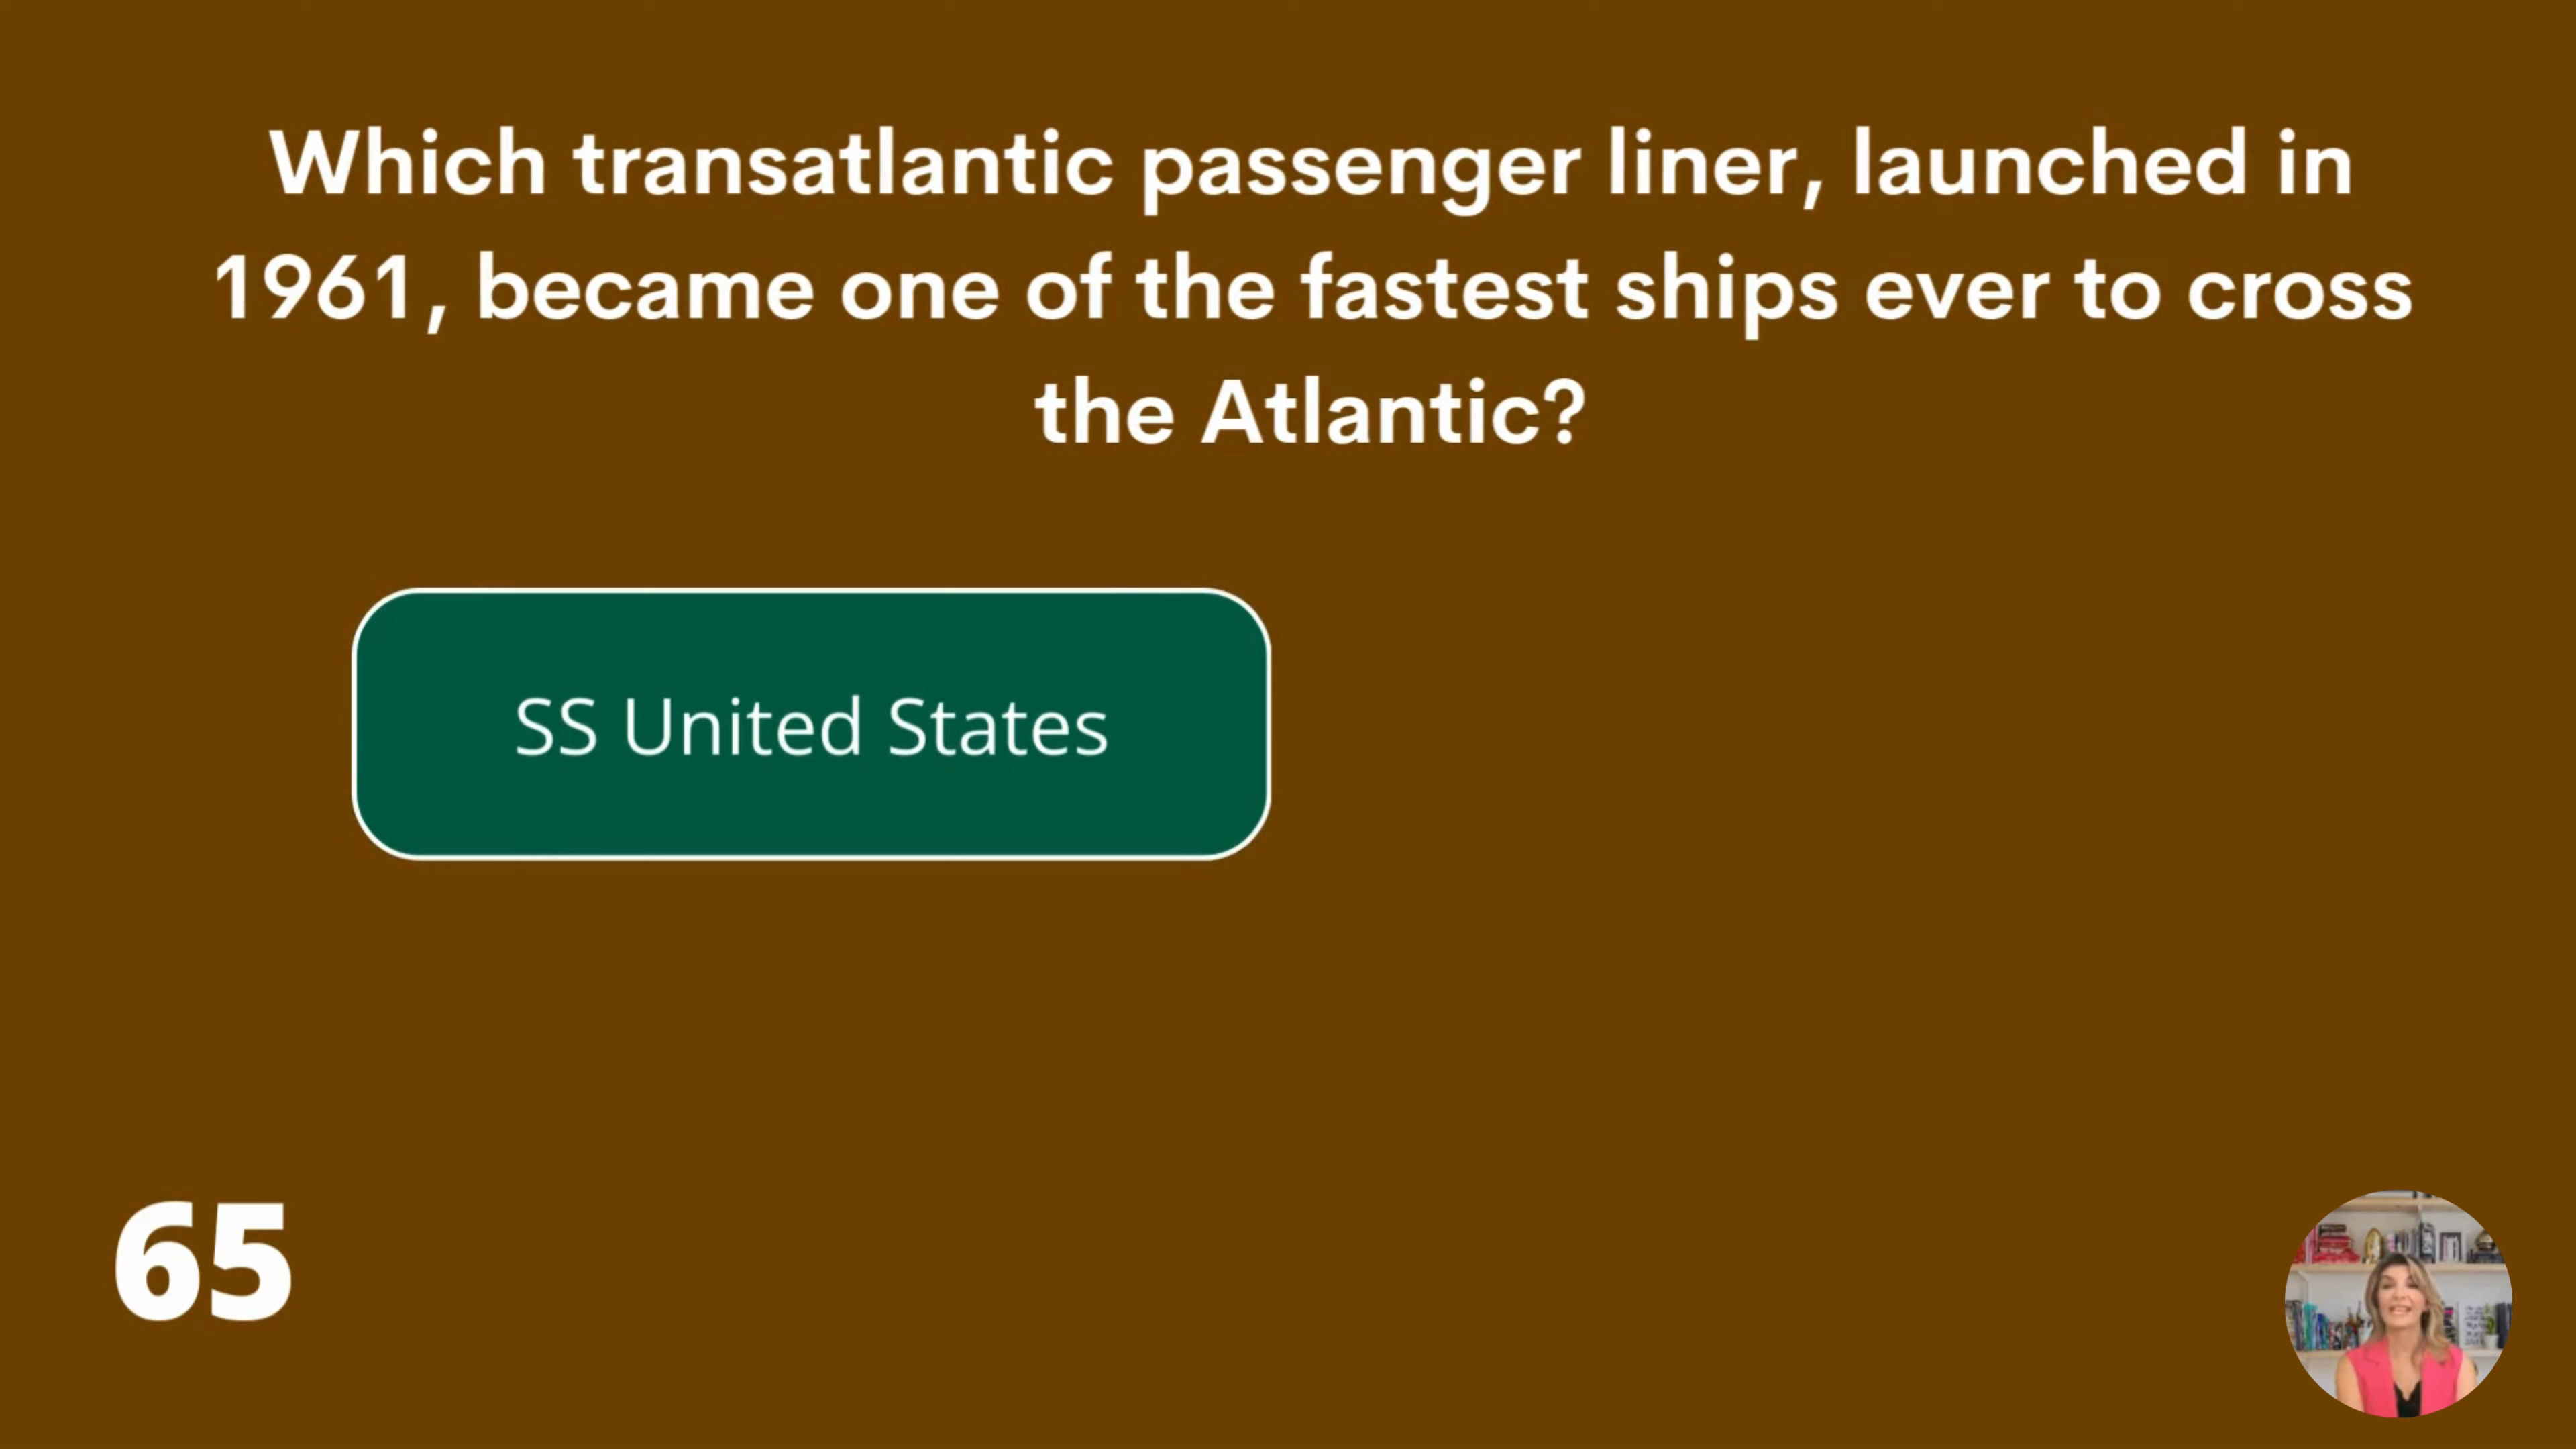 Which transatlantic passenger liner, launched in
1961, became one of the fastest ships ever to cross
the Atlantic?
SS United States
65